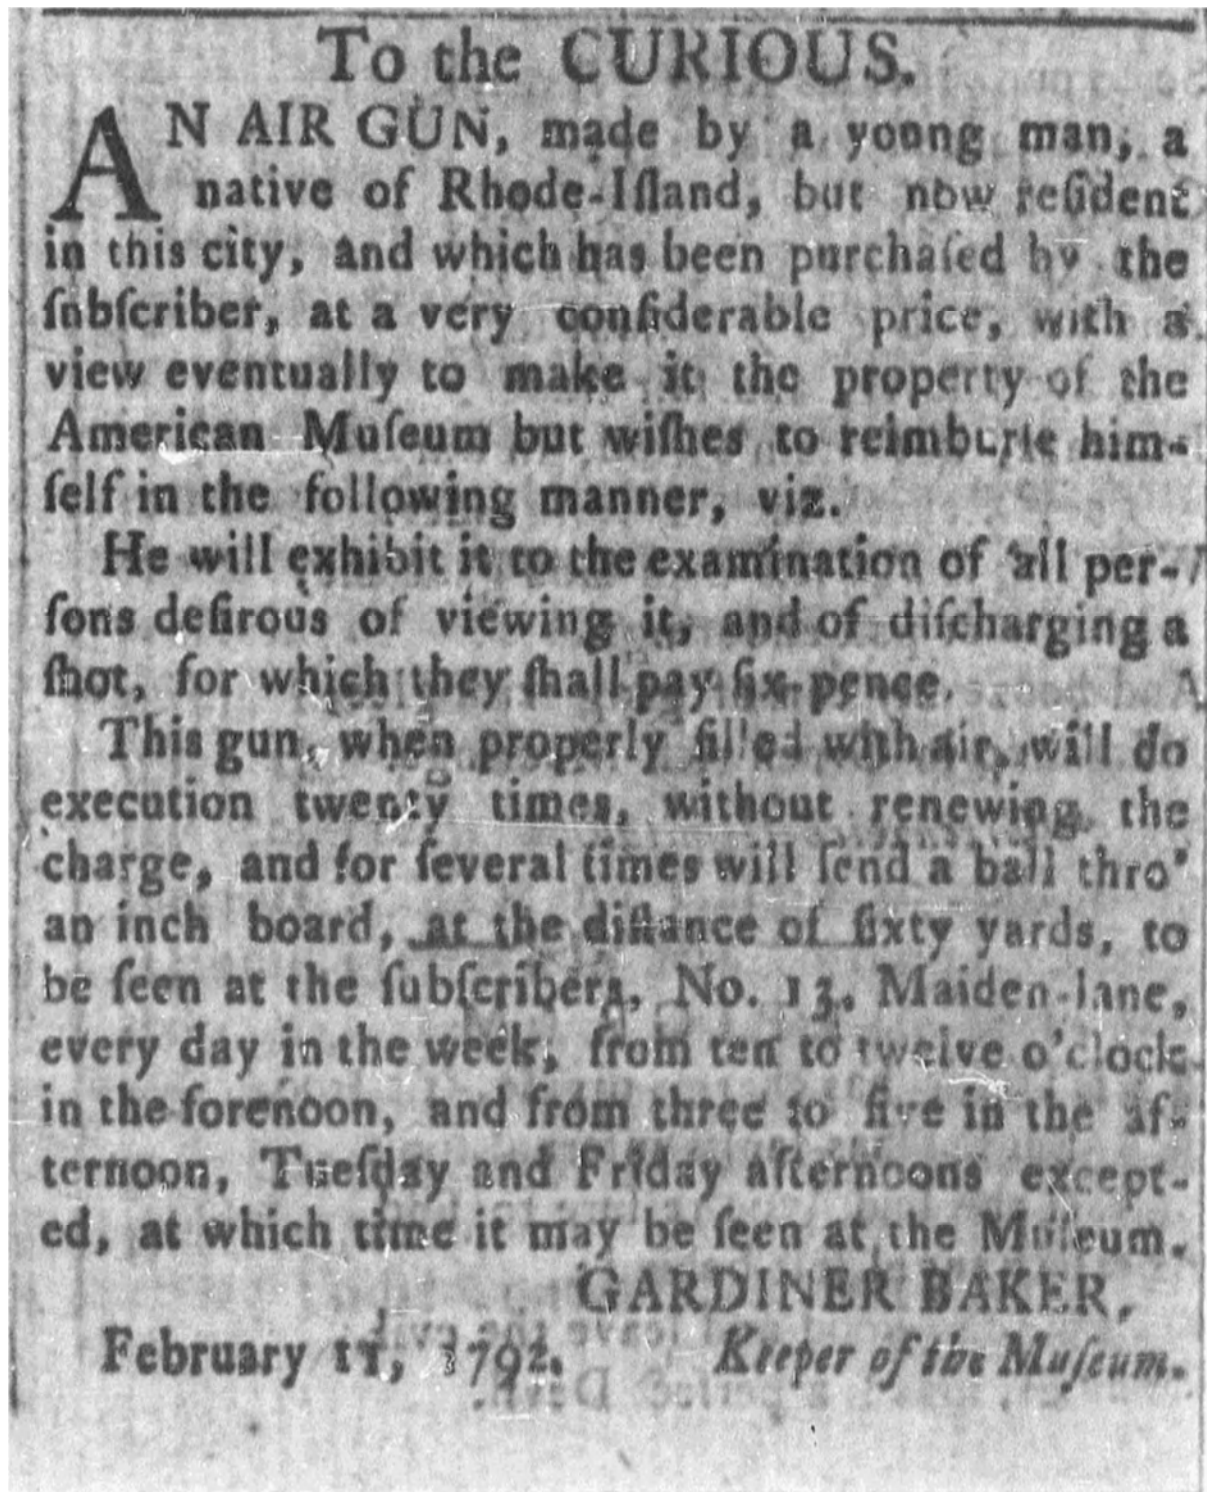 To the CURIOUS.
AN AIR GUN, made by a young man, a
native of Rhode-Iſland, but now reſident
in this city, and which has been purchaſed by the
ſubſcriber, at a very conſiderable price, with a
view eventually to make it the property of the
American Muſeum but wiſhes to reimburſe him-
ſelf in the following manner, viz.
He will exhibit it to the examination of all per-
ſons deſirous of viewing it, and of diſcharging a
ſhot, for which they ſhall pay ſix-pence.
This gun, when properly filled with air, will do
execution twenty times, without renewing the
charge, and for ſeveral times will ſend a ball thro'
an inch board, at the diſtance of ſixty yards, to
be ſeen at the ſubſcribers, No. 13. Maiden-lane,
every day in the week, from ten to twelve o'clock
in the forenoon, and from three to five in the af-
ternoon, Tueſday and Friday afternoons except-
ed, at which time it may be ſeen at the Muſeum.
GARDINER BAKER,
February 11, 1792. Keeper of the Muſeum.